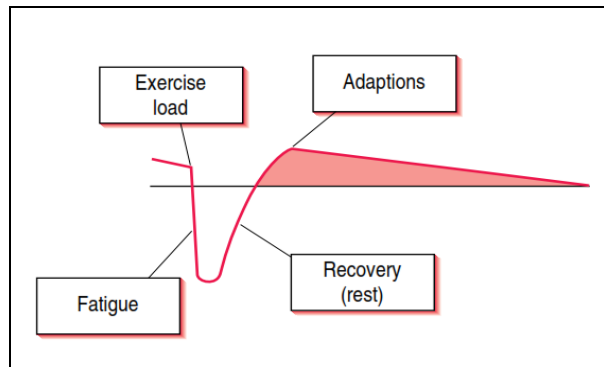 Exercise
load
Adaptions
Fatigue
Recovery
(rest)